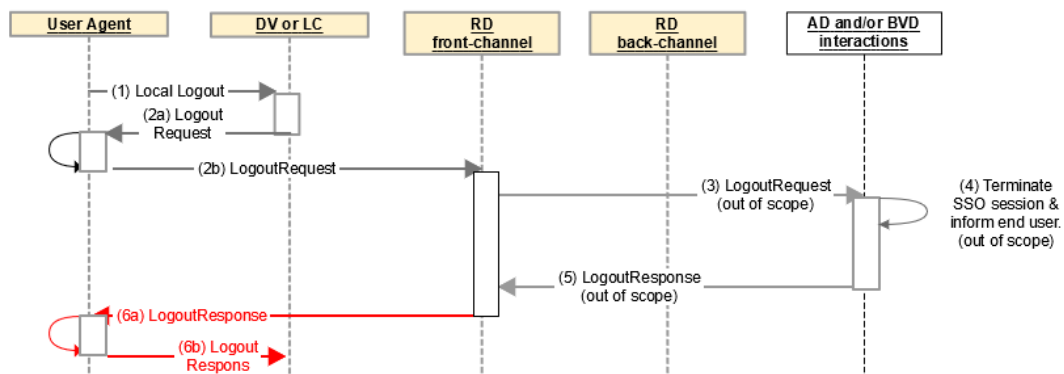 User Agent
DV or LC
RD
front-channel
RD
back-channel
AD and/or BVD
interactions
(1) Local Logout
(2a) Logout
Request
(2b) LogoutRequest
(3) LogoutRequest
(out of scope)
(4) Terminate
SSO session &
inform end user.
(out of scope)
(5) LogoutResponse
(out of scope)
(6a) LogoutResponse
(6b) Logout
Respons